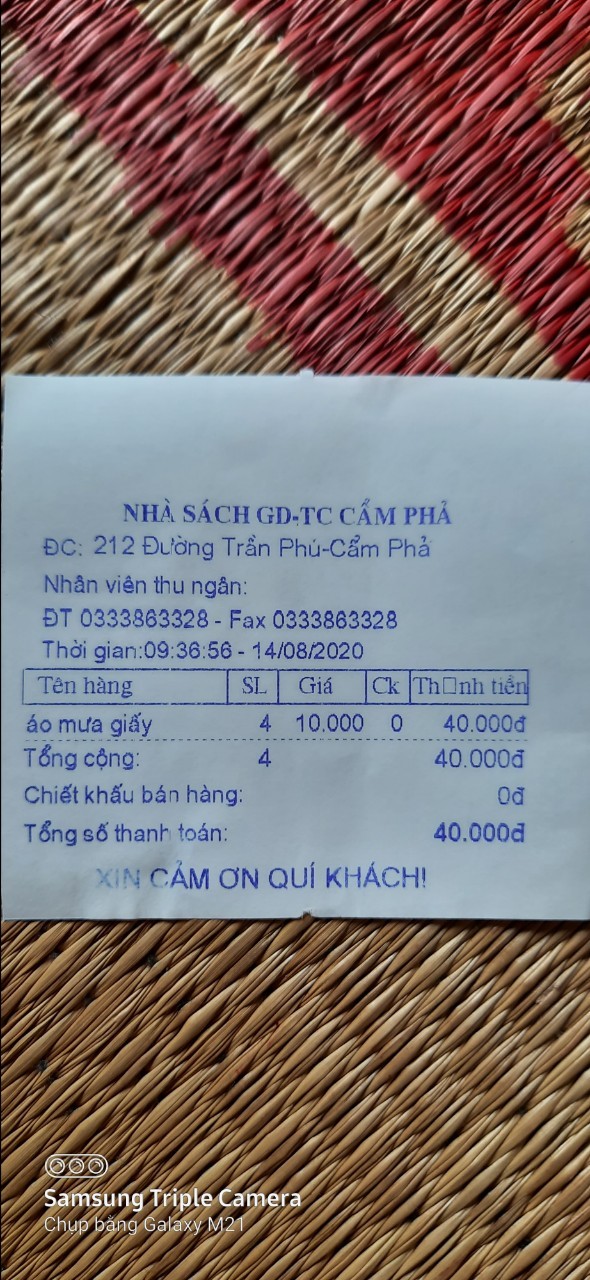 NHÀ SÁCH GD-TC CẨM PHẢ
ĐC: 212 Đường Trần Phú-Cẩm Phả
Nhân viên thu ngân:
ĐT 0333863328 - Fax 0333863328
Thời gian:09:36:56 - 14/08/2020
Tên hàng SL Giá Ck Th□nh tiền
áo mưa giấy 4 10.000 0 40.000đ
Tổng cộng: 4 40.000đ
Chiết khấu bán hàng: 0đ
Tổng số thanh toán: 40.000đ
XIN CẢM ƠN QUÍ KHÁCH!
Samsung Triple Camera
Chụp bằng Galaxy M21